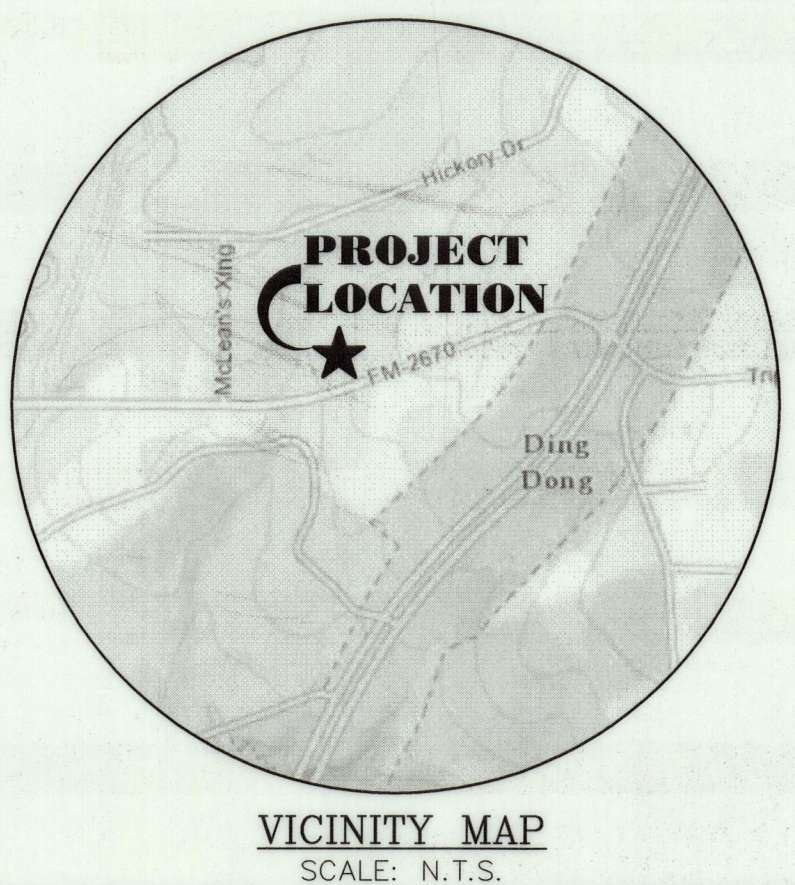 Hickory Dr
PROJECT
LOCATION
McLean's Xing
FM-2670
Ding
Dong
VICINITY MAP
SCALE: N.T.S.